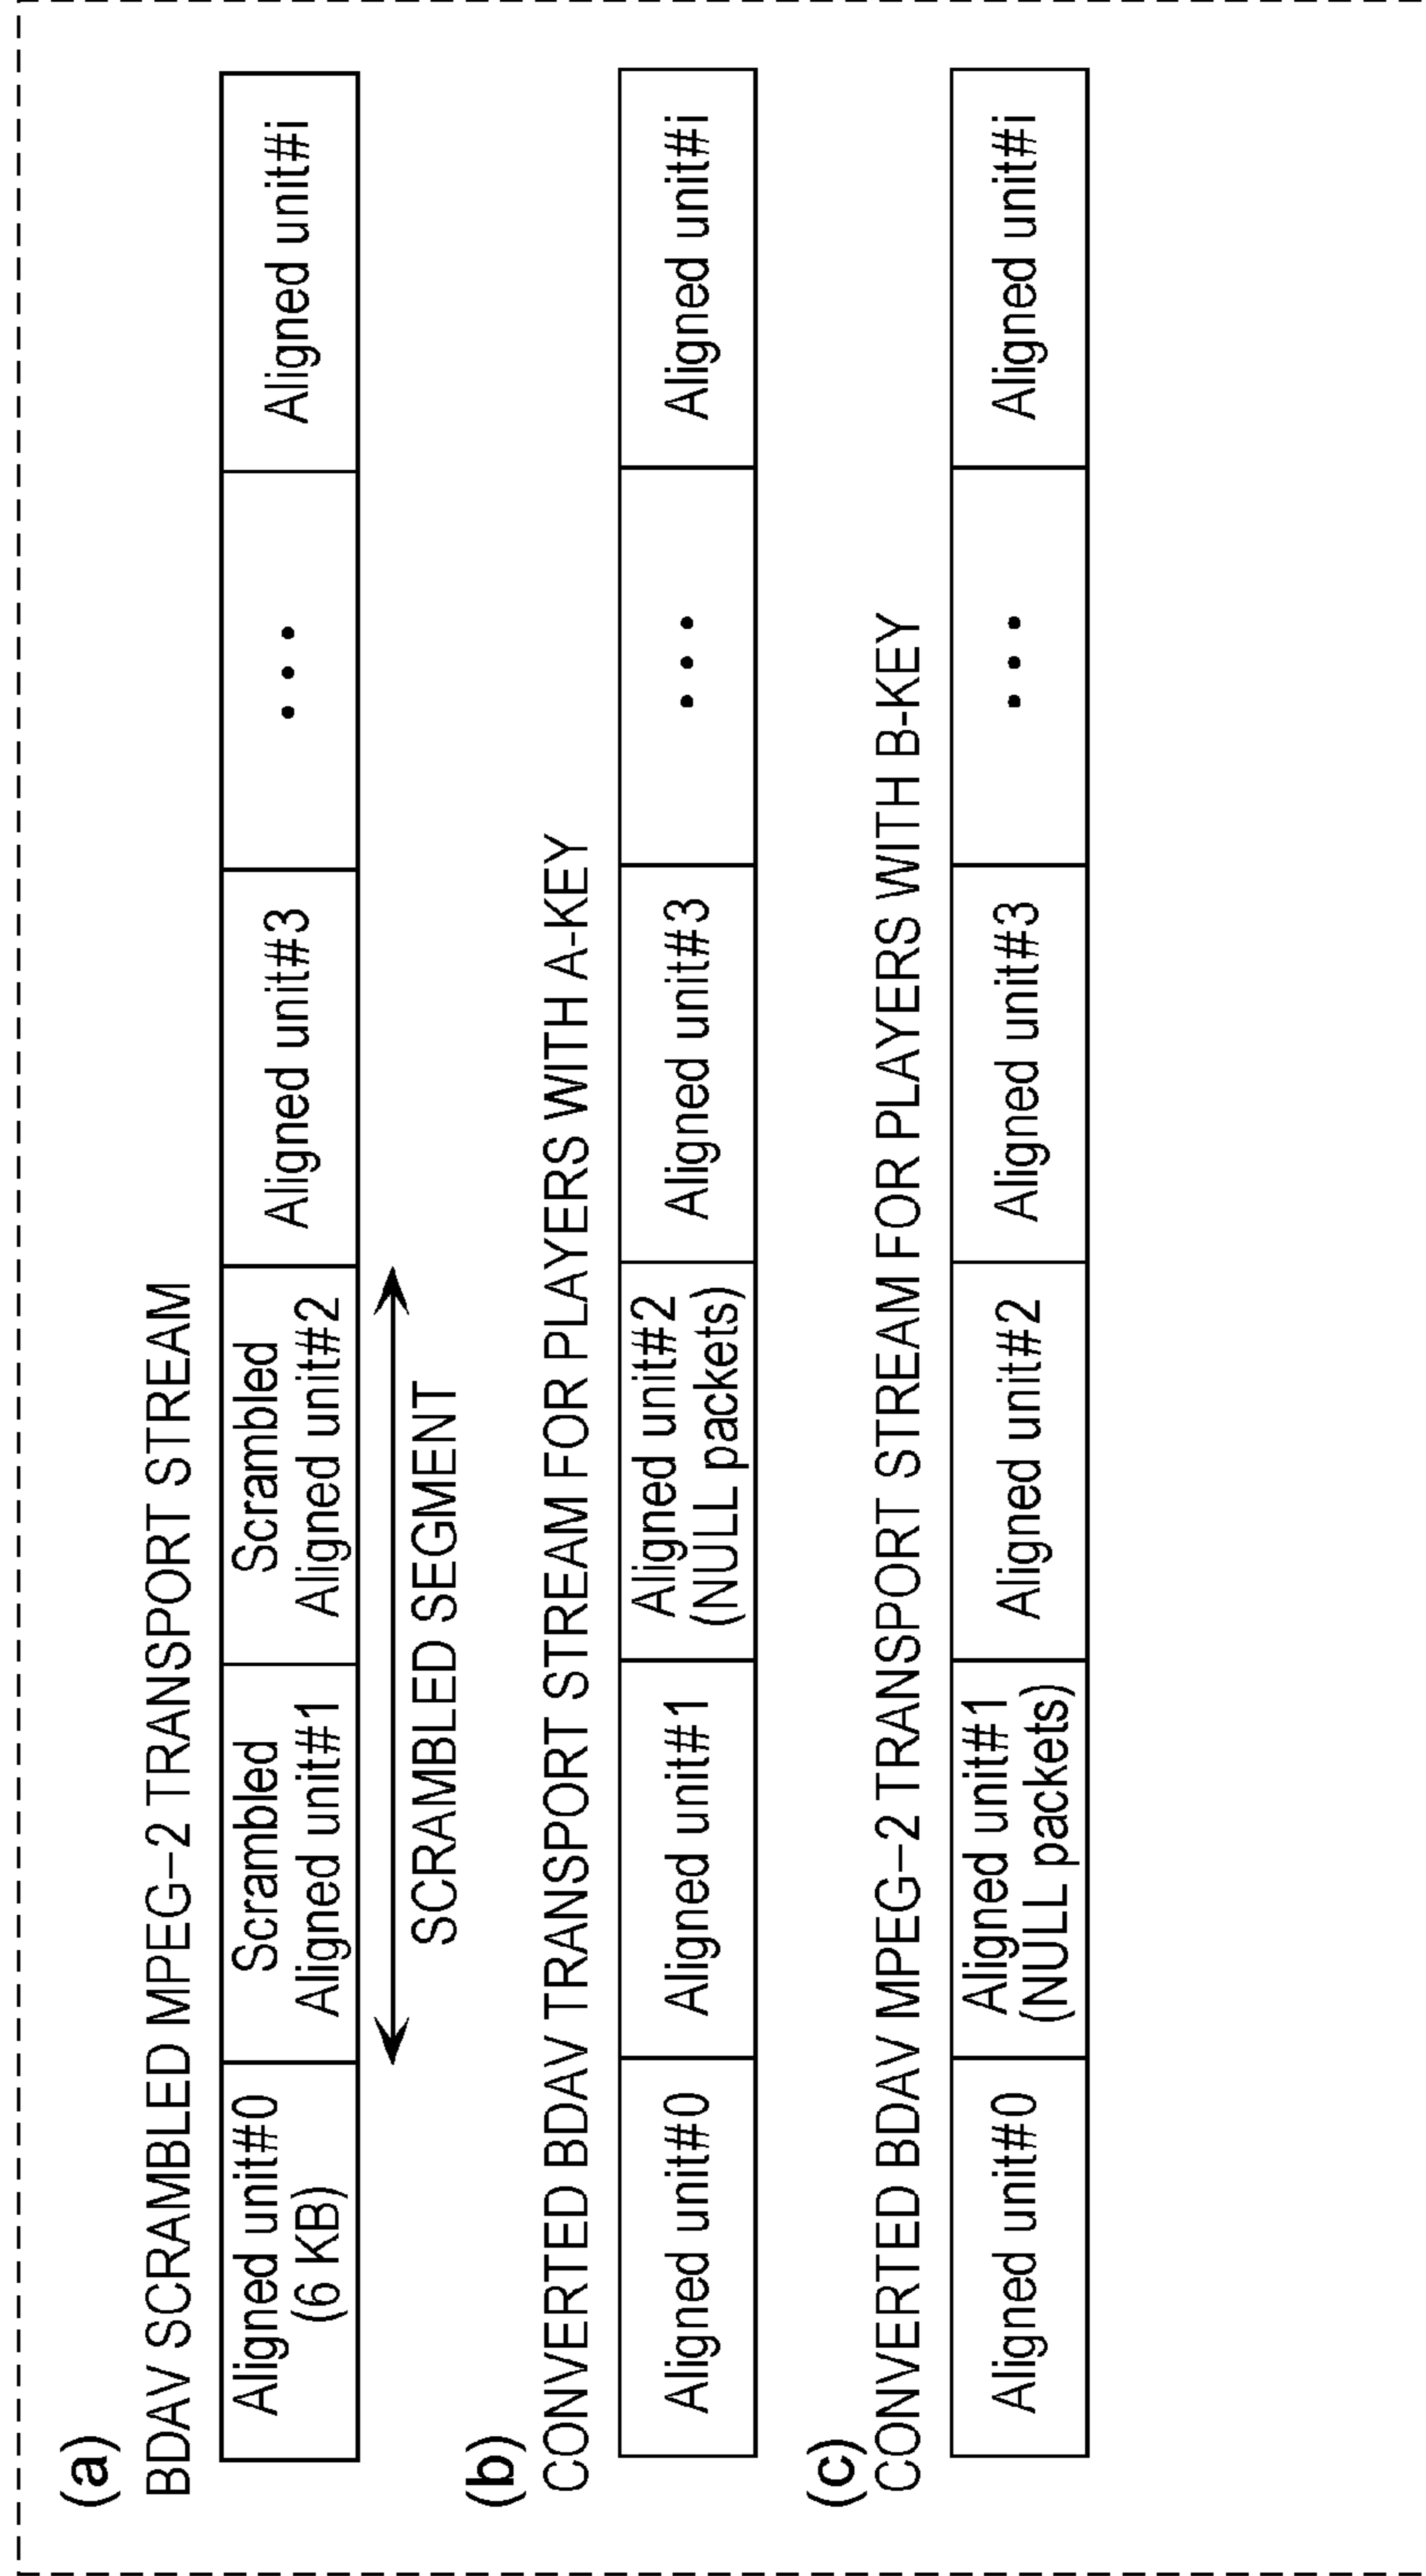 (a)
BDAV SCRAMBLED MPEG–2 TRANSPORT STREAM
Aligned unit#0
(6 KB)
Scrambled
Aligned unit#1
Scrambled
Aligned unit#2
Aligned unit#3
• • •
Aligned unit#i
SCRAMBLED SEGMENT
(b)
CONVERTED BDAV TRANSPORT STREAM FOR PLAYERS WITH A-KEY
Aligned unit#0
Aligned unit#1
Aligned unit#2
(NULL packets)
Aligned unit#3
• • •
Aligned unit#i
(c)
CONVERTED BDAV MPEG–2 TRANSPORT STREAM FOR PLAYERS WITH B-KEY
Aligned unit#0
Aligned unit#1
(NULL packets)
Aligned unit#2
Aligned unit#3
• • •
Aligned unit#i